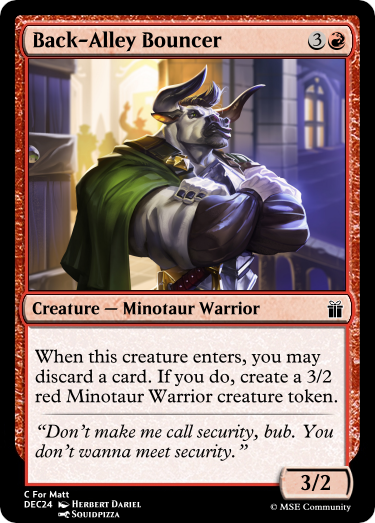 Back-Alley Bouncer 3
Creature — Minotaur Warrior
When this creature enters, you may
discard a card. If you do, create a 3/2
red Minotaur Warrior creature token.
“Don’t make me call security, bub. You
don’t wanna meet security.”
3/2
C For Matt
DEC24 Herbert Dariel
Squidpizza
© MSE Community